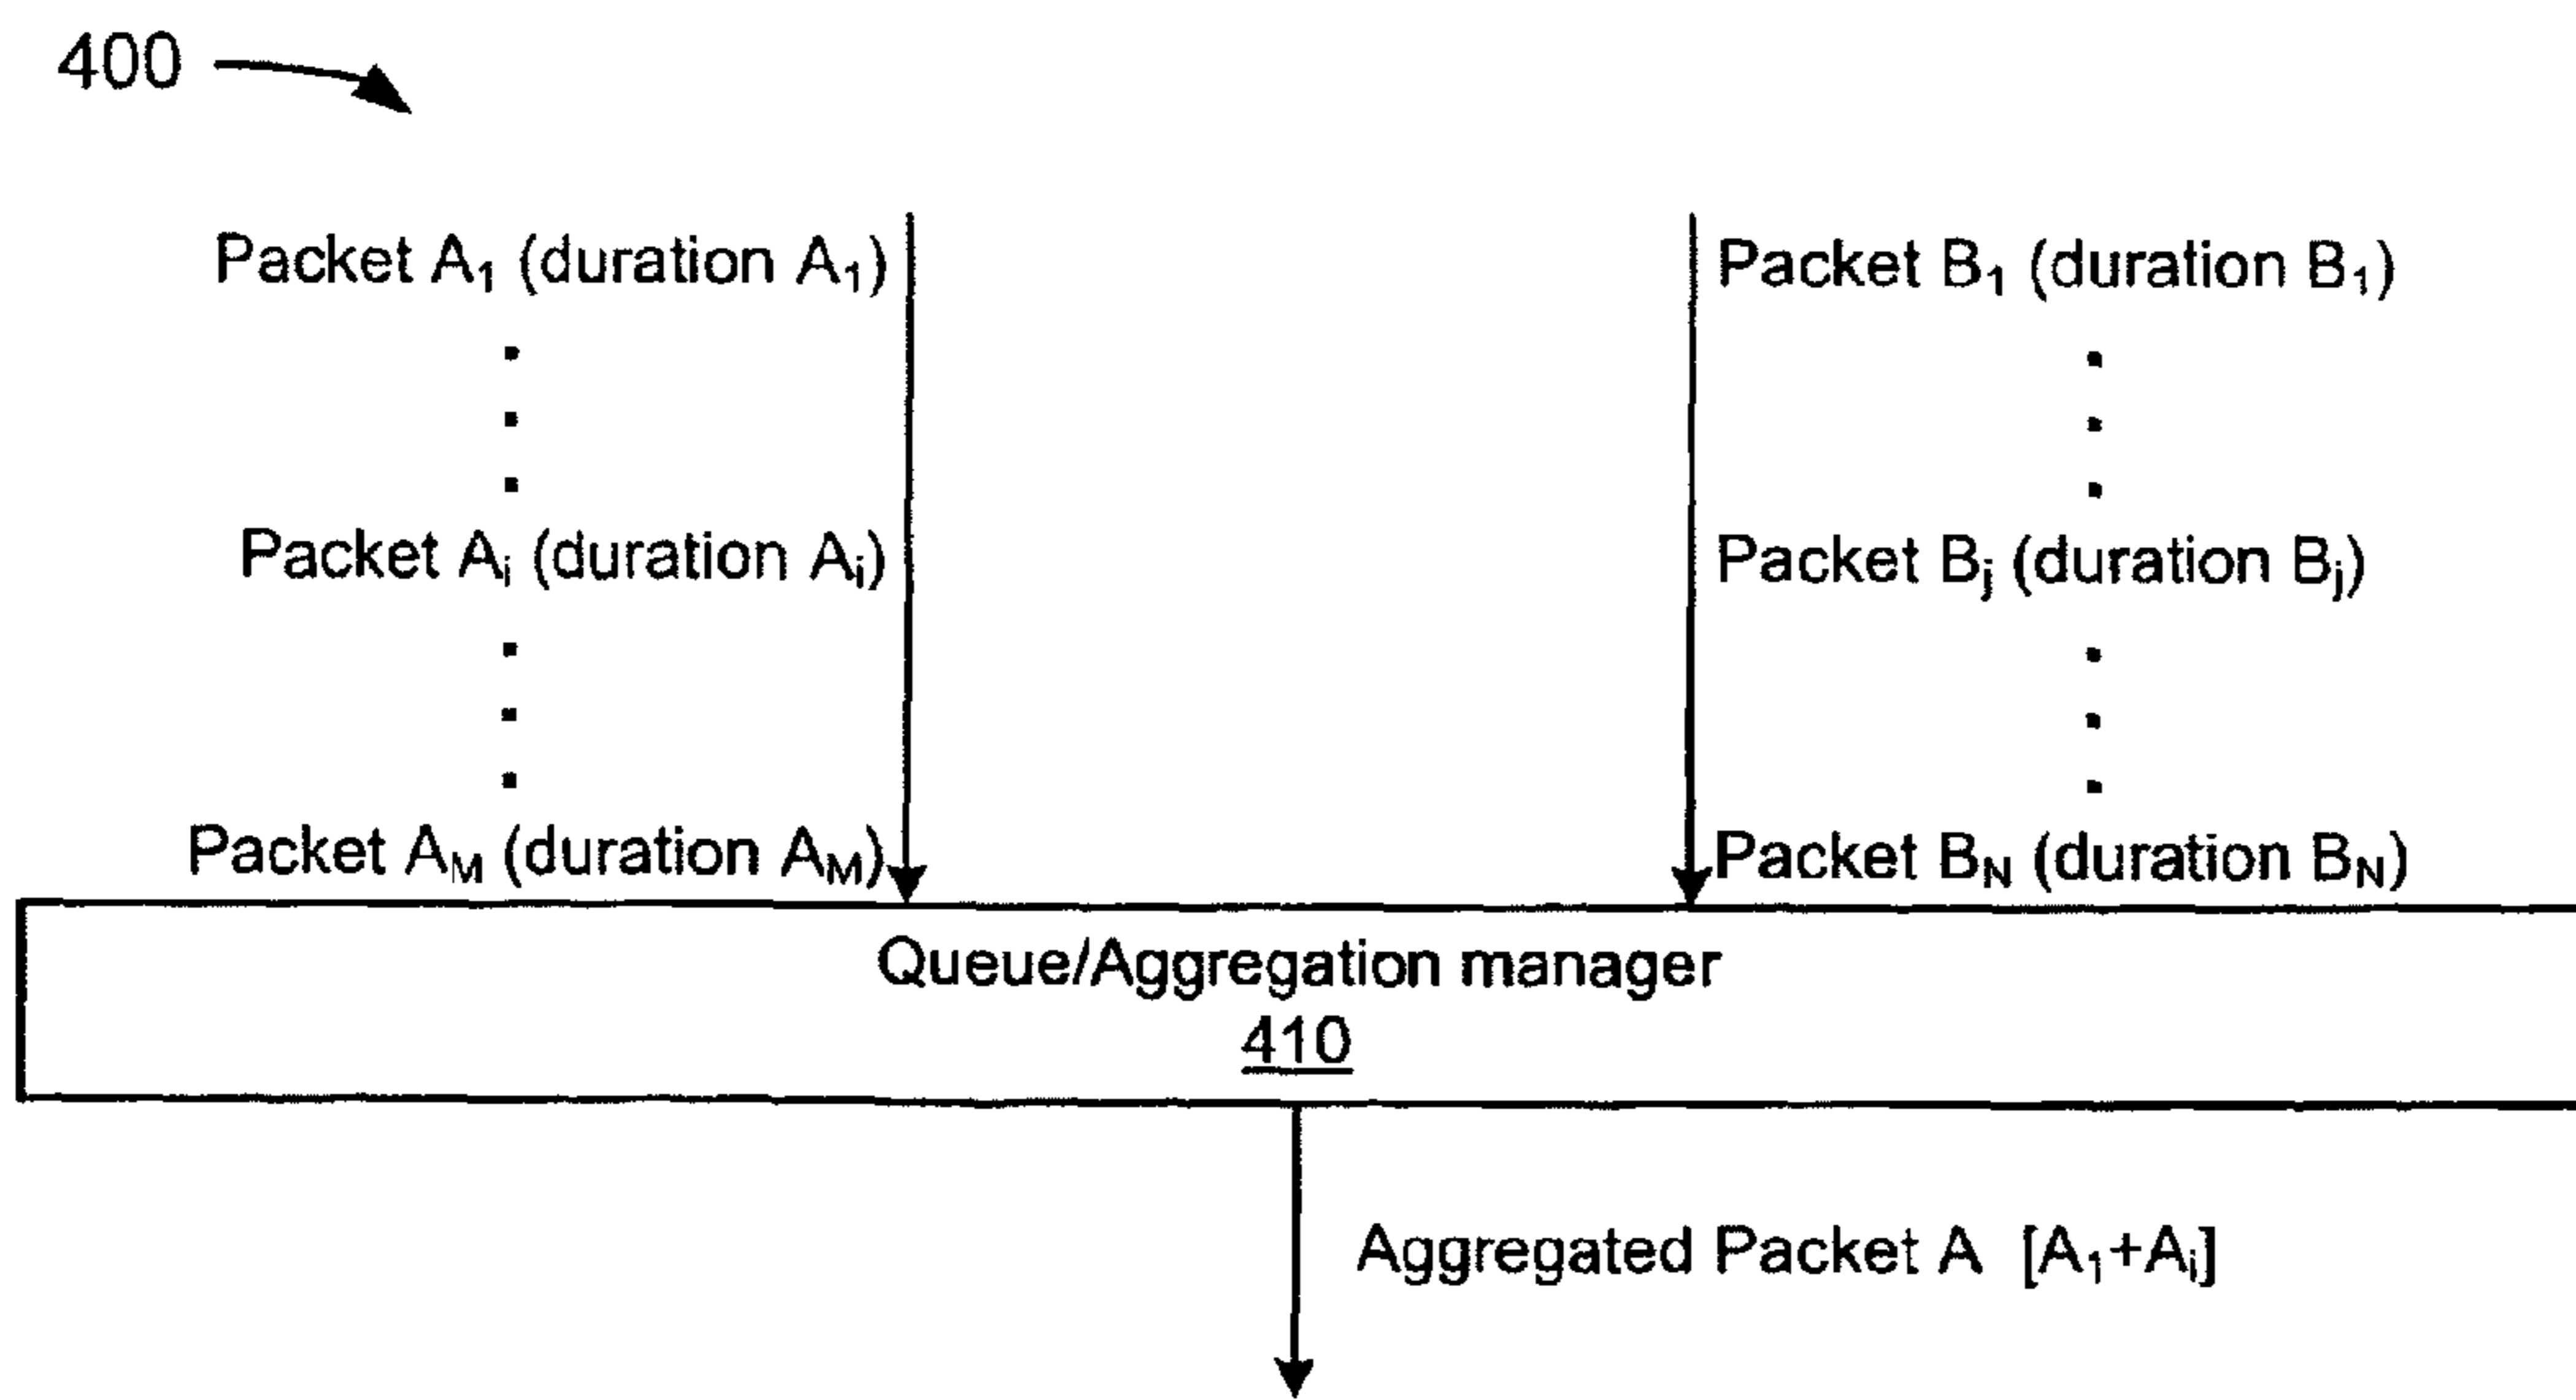 400
Packet A₁ (duration A₁)
Packet B₁ (duration B₁)
Packet Aᵢ (duration Aᵢ)
Packet Bⱼ (duration Bⱼ)
Packet A_M (duration A_M)
Packet B_N (duration B_N)
Queue/Aggregation manager
410
Aggregated Packet A [A₁+Aᵢ]